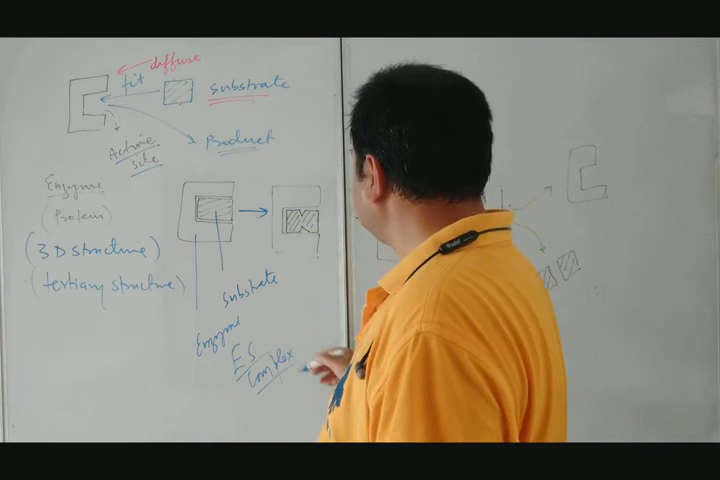 diffuse
fit
substrate
Active
site
Product
Enzyme
(Protein)
(3D structure)
(tertiary structure)
substrate
Enzyme
ES
Complex